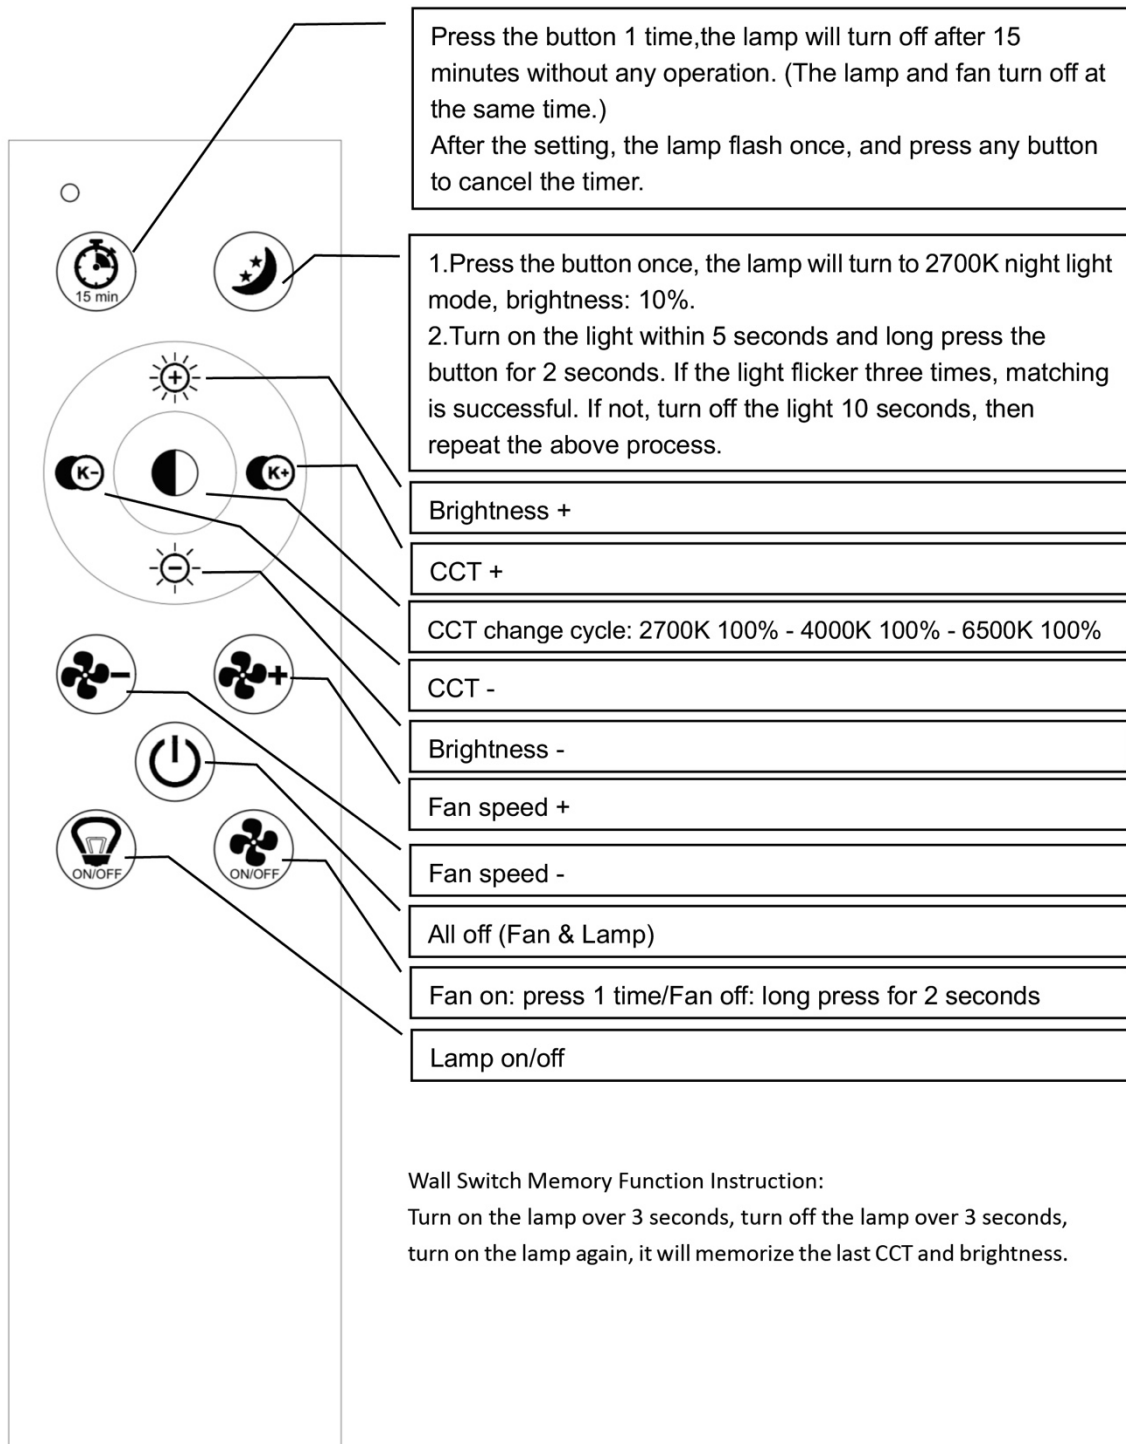 Press the button 1 time,the lamp will turn off after 15
minutes without any operation. (The lamp and fan turn off at
the same time.)
After the setting, the lamp flash once, and press any button
to cancel the timer.
15 min
1.Press the button once, the lamp will turn to 2700K night light
mode, brightness: 10%.
2.Turn on the light within 5 seconds and long press the
button for 2 seconds. If the light flicker three times, matching
is successful. If not, turn off the light 10 seconds, then
repeat the above process.
K-
K+
Brightness +
CCT +
CCT change cycle: 2700K 100% - 4000K 100% - 6500K 100%
CCT -
Brightness -
Fan speed +
Fan speed -
ON/OFF
ON/OFF
All off (Fan & Lamp)
Fan on: press 1 time/Fan off: long press for 2 seconds
Lamp on/off
Wall Switch Memory Function Instruction:
Turn on the lamp over 3 seconds, turn off the lamp over 3 seconds,
turn on the lamp again, it will memorize the last CCT and brightness.